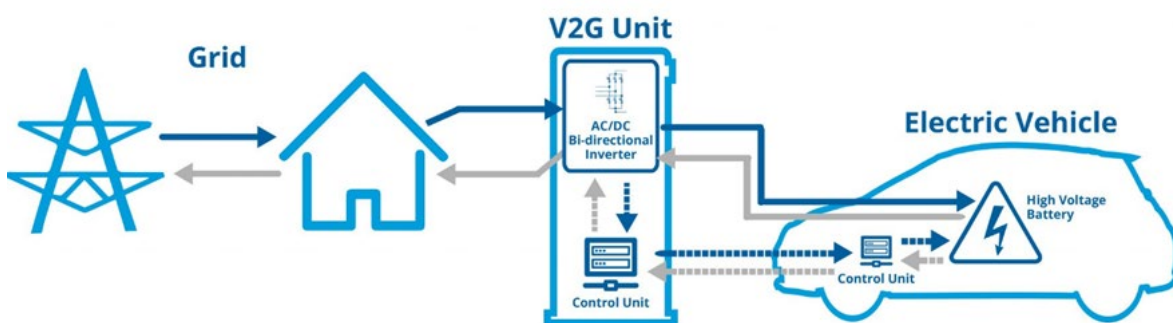 V2G Unit
Grid
AC/DC
Bi-directional
Inverter
Electric Vehicle
High Voltage
Battery
Control Unit
Control Unit